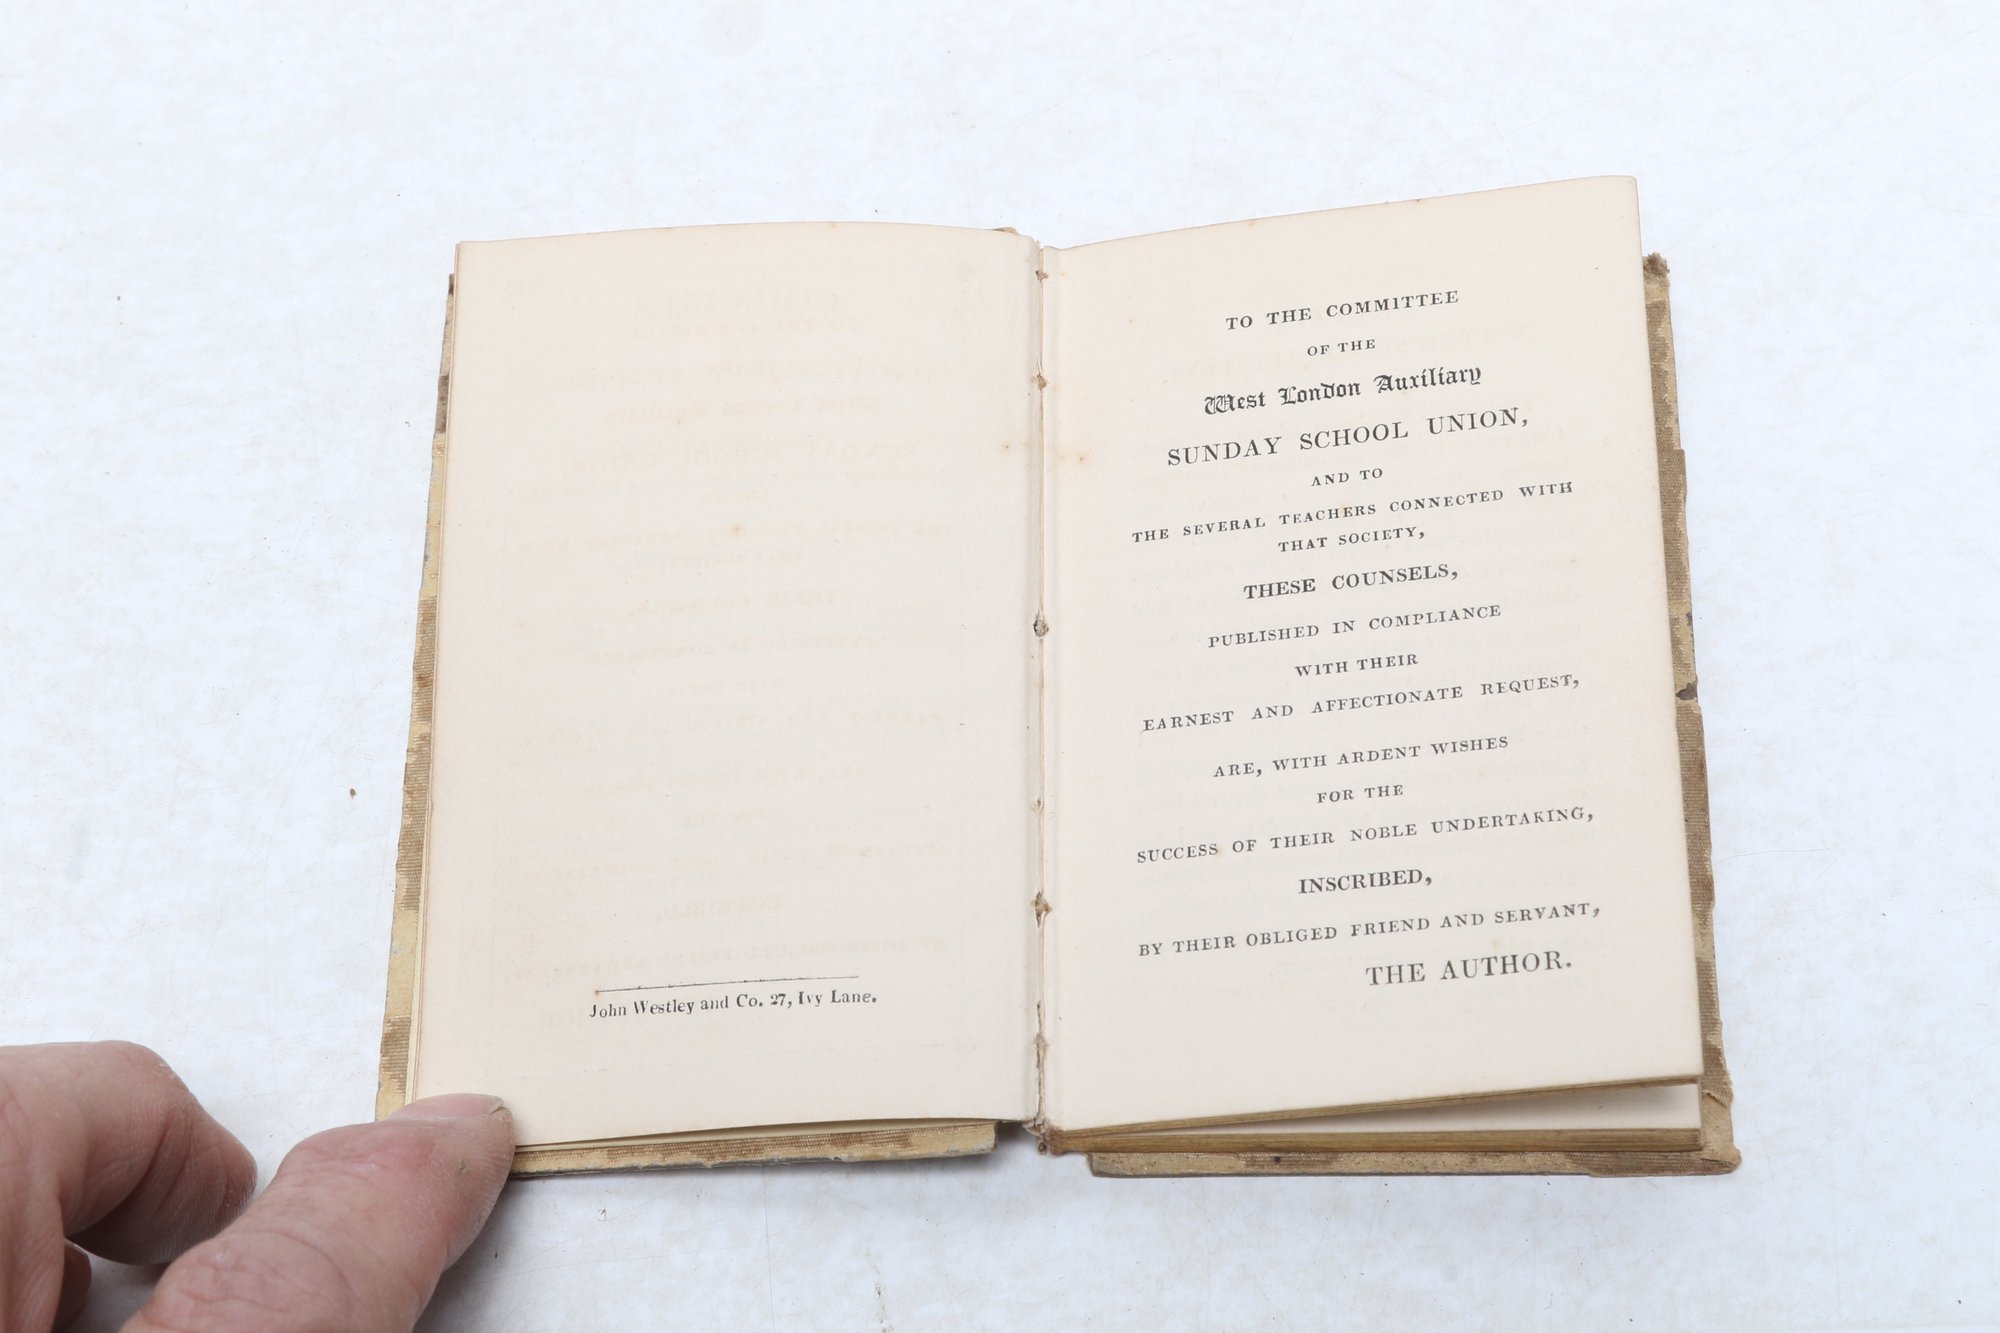 John Westley and Co. 27, Ivy Lane.
TO THE COMMITTEE
OF THE
West London Auxiliary
SUNDAY SCHOOL UNION,
AND TO
THE SEVERAL TEACHERS CONNECTED WITH
THAT SOCIETY,
THESE COUNSELS,
PUBLISHED IN COMPLIANCE
WITH THEIR
EARNEST AND AFFECTIONATE REQUEST,
ARE, WITH ARDENT WISHES
FOR THE
SUCCESS OF THEIR NOBLE UNDERTAKING,
INSCRIBED,
BY THEIR OBLIGED FRIEND AND SERVANT,
THE AUTHOR.